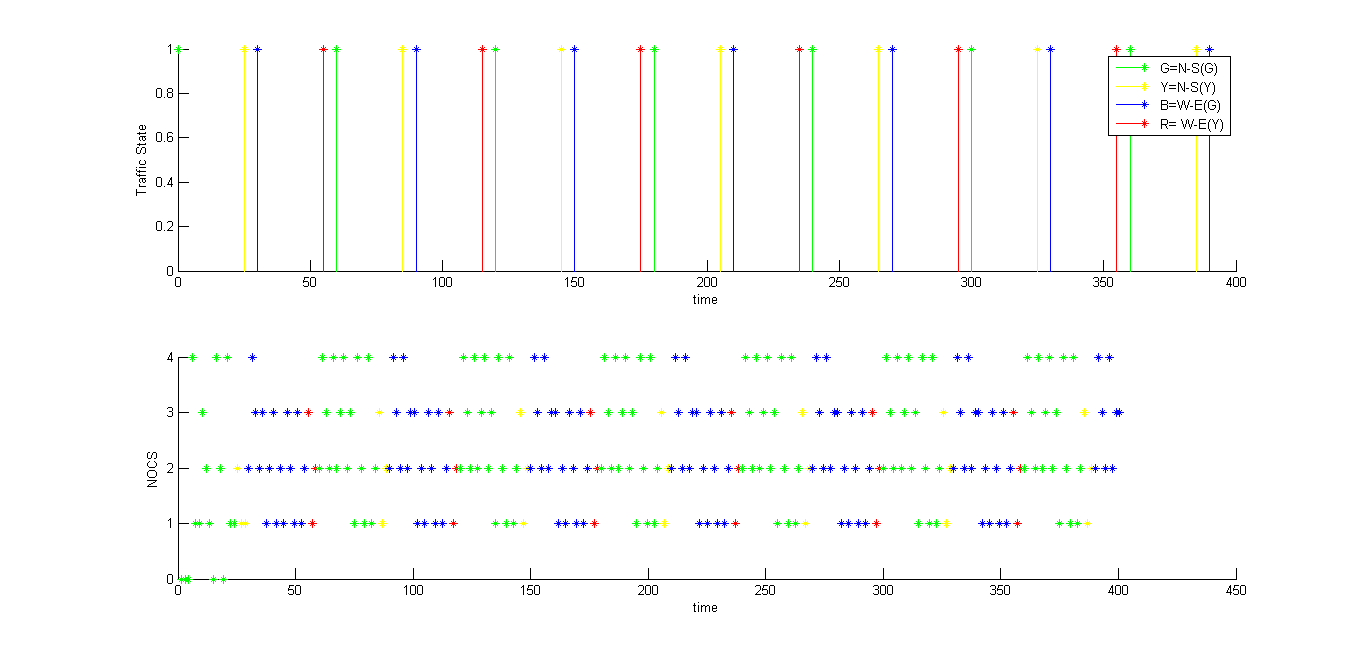 1
0.8
0.6
0.4
0.2
0
Traffic State
0 50 100 150 200 250 300 350 400
time
G=N-S(G)
Y=N-S(Y)
B=W-E(G)
R= W-E(Y)
4
3
2
1
0
NOCS
0 50 100 150 200 250 300 350 400 450
time